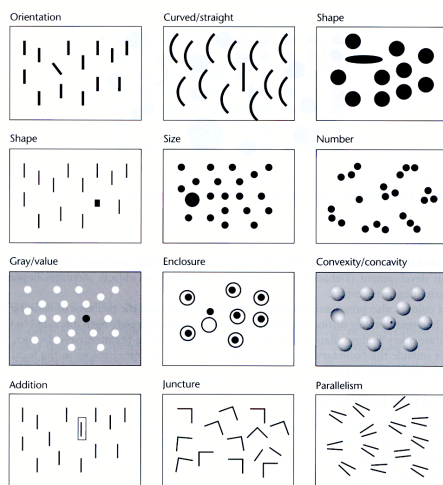 Orientation
Curved/straight
Shape
Shape
Size
Number
Gray/value
Enclosure
Convexity/concavity
Addition
Juncture
Parallelism